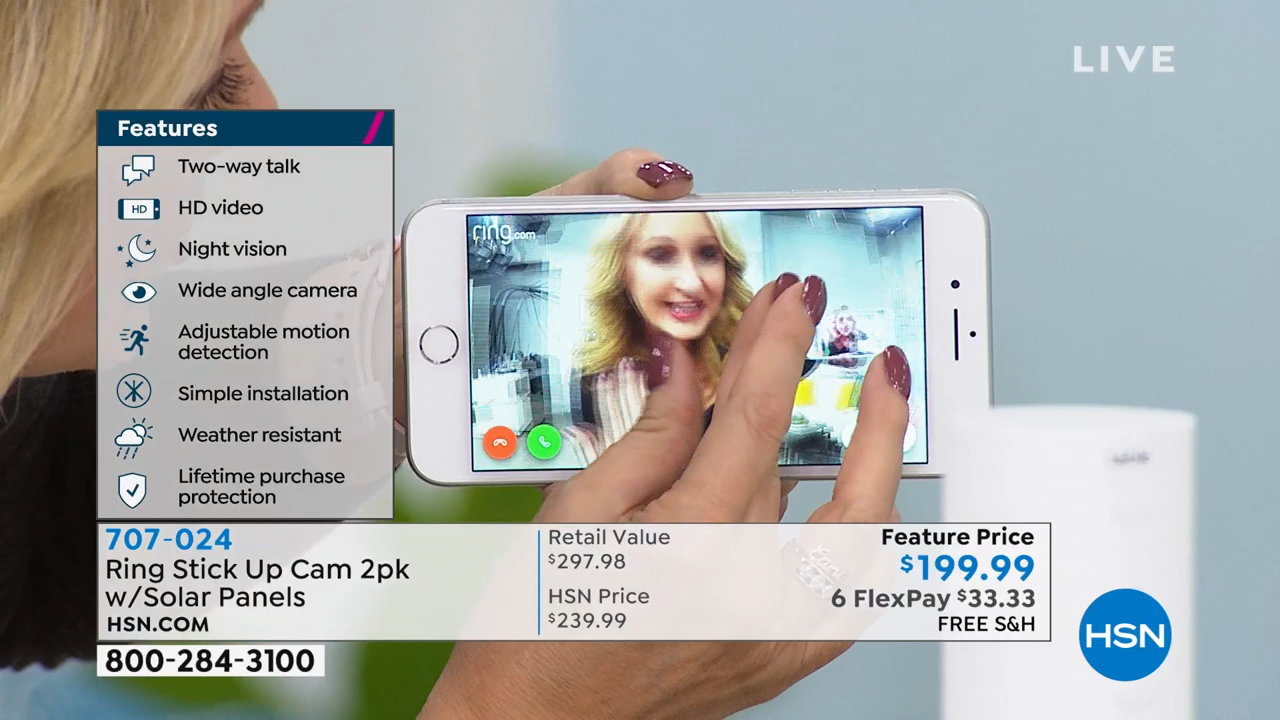 LIVE
Features
Two-way talk
HD
HD video
Night vision
Wide angle camera
Adjustable motion
detection
Simple installation
Weather resistant
Lifetime purchase
protection
ring.com
707-024
Ring Stick Up Cam 2pk
w/Solar Panels
HSN.COM
Retail Value
$297.98
HSN Price
$239.99
Feature Price
$199.99
6 FlexPay $33.33
FREE S&H
HSN
800-284-3100